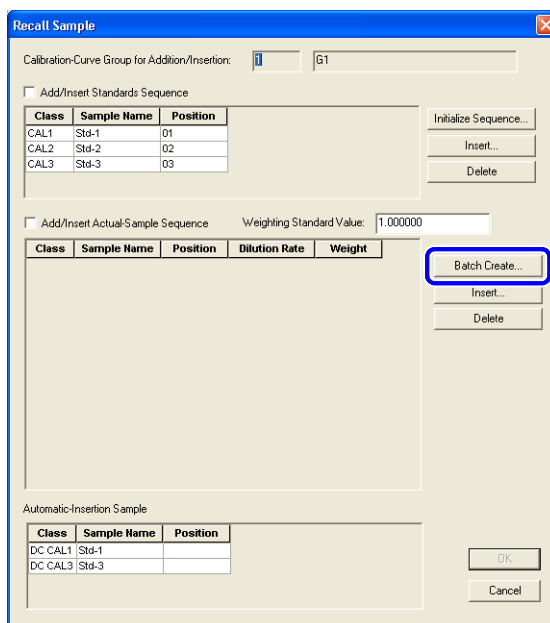 Recall Sample
Calibration-Curve Group for Addition/Insertion: 1 G1
Add/Insert Standards Sequence
Class Sample Name Position
CAL1 Std-1 01
CAL2 Std-2 02
CAL3 Std-3 03
Initialize Sequence...
Insert...
Delete
Add/Insert Actual-Sample Sequence Weighting Standard Value: 1.000000
Class Sample Name Position Dilution Rate Weight
Batch Create...
Insert...
Delete
Automatic-Insertion Sample
Class Sample Name Position
DC CAL1 Std-1
DC CAL3 Std-3
OK
Cancel